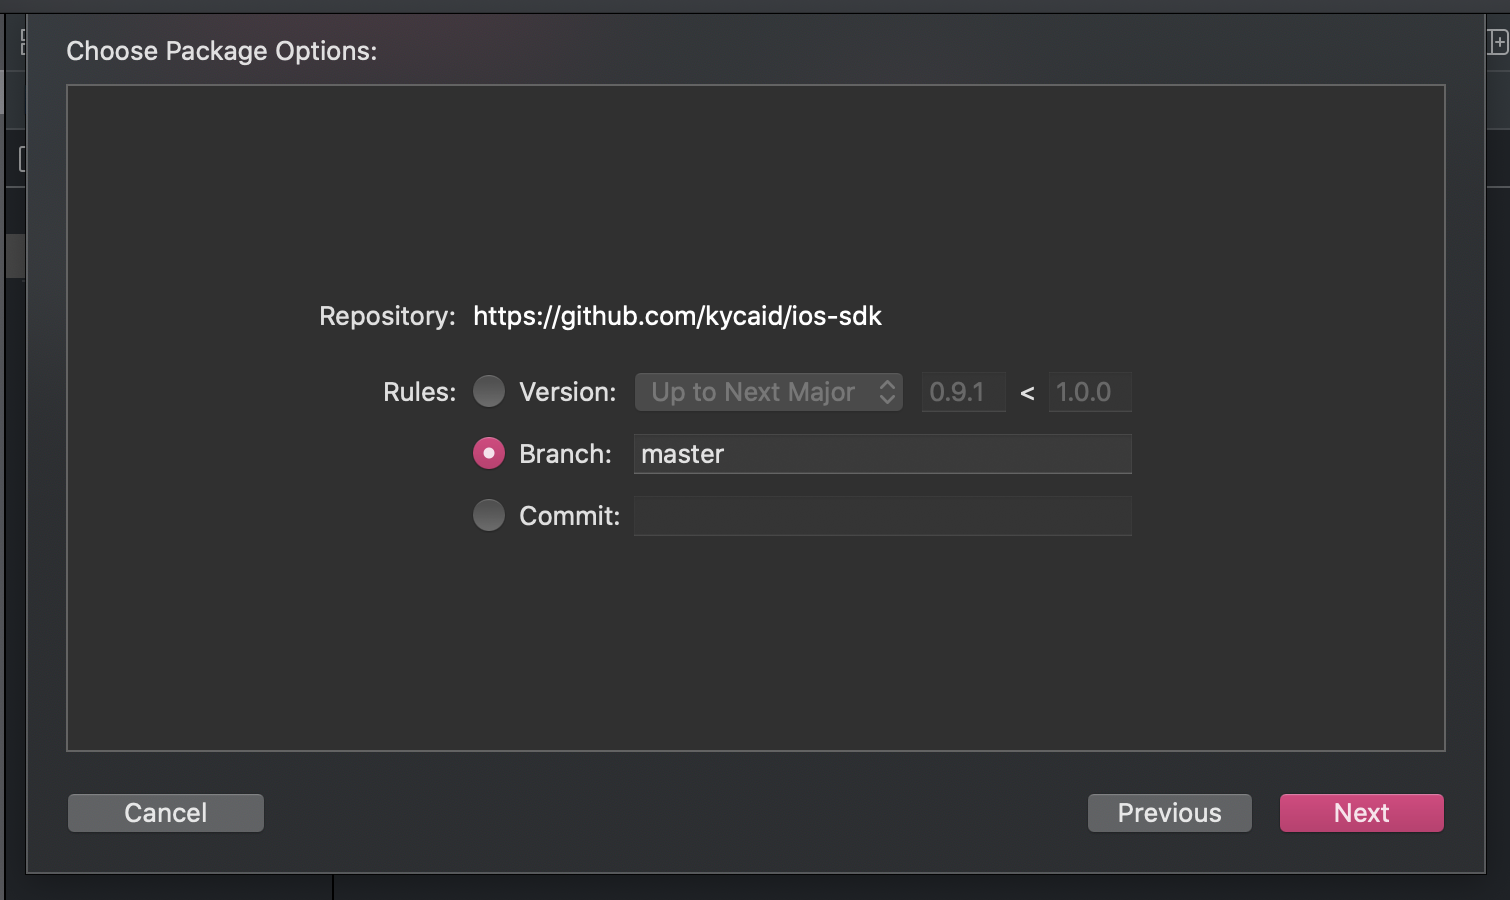 Choose Package Options:
Repository: https://github.com/kycaid/ios-sdk
Rules: Version: Up to Next Major 0.9.1 < 1.0.0
Branch: master
Commit:
Cancel Previous Next